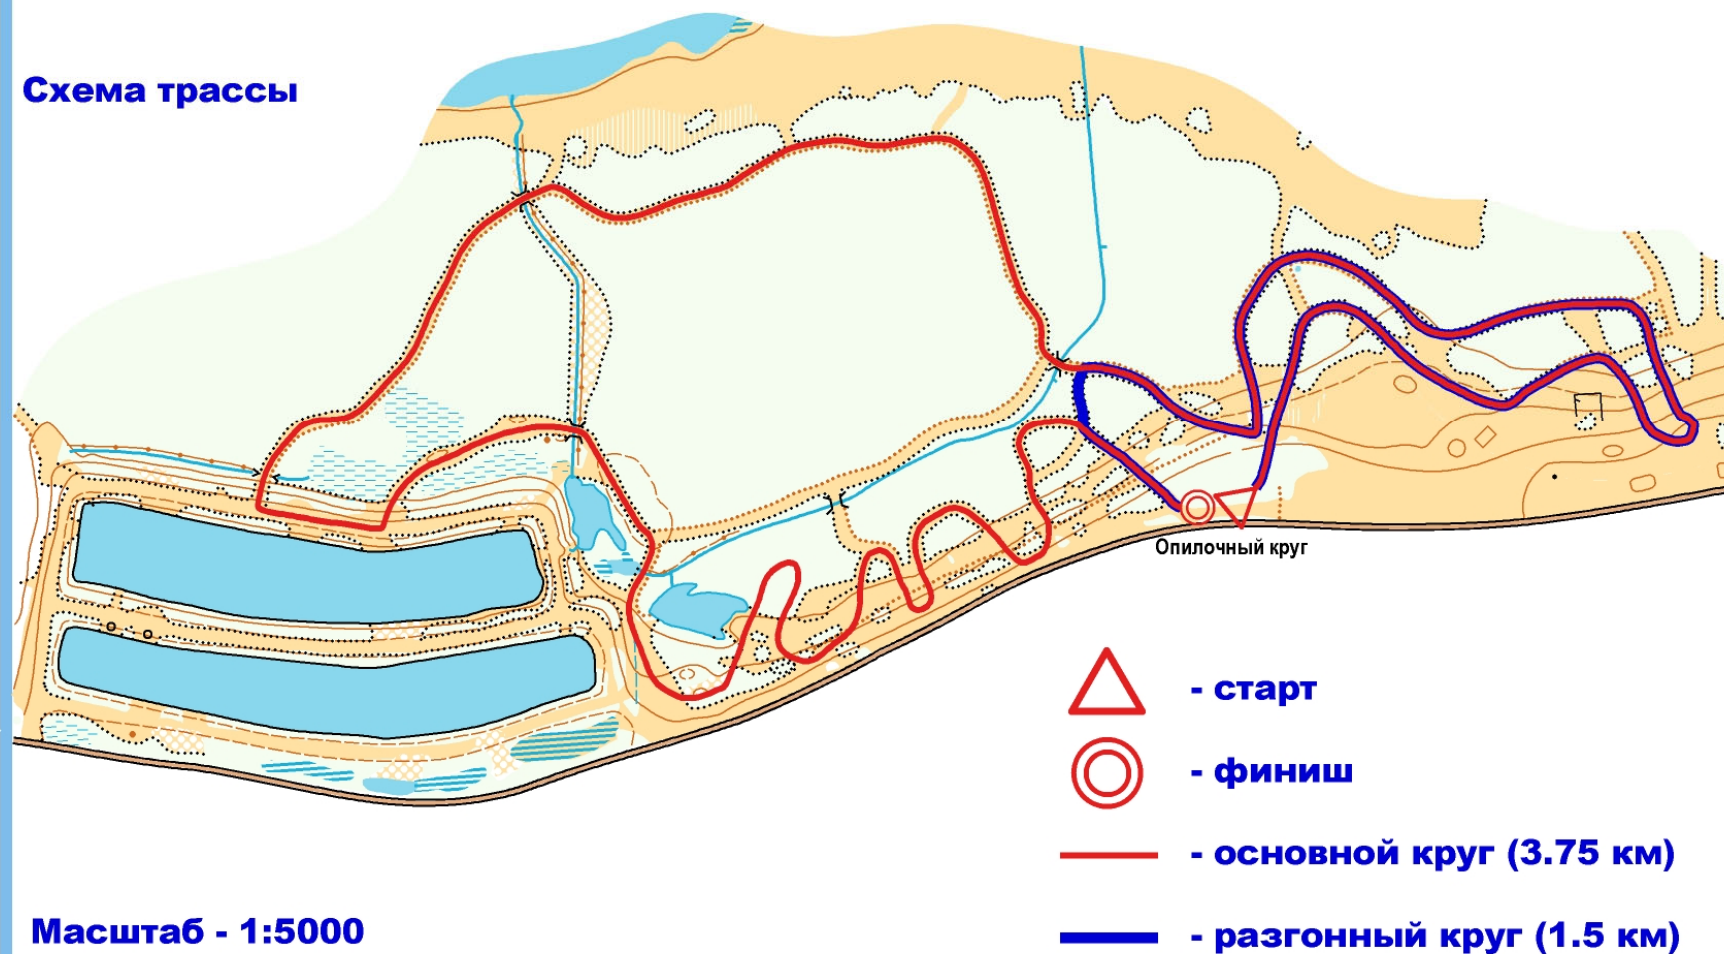 Схема трассы
Опилочный круг
- старт
- финиш
- основной круг (3.75 км)
Масштаб - 1:5000
- разгонный круг (1.5 км)